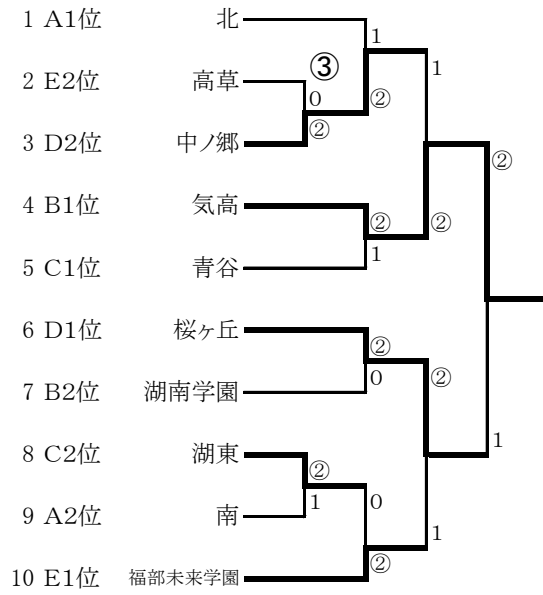 1 A1位 北
1
1
2 E2位 高草
③
0
②
3 D2位 中ノ郷
②
②
4 B1位 気高
②
②
5 C1位 青谷
1
6 D1位 桜ヶ丘
②
②
7 B2位 湖南学園
0
8 C2位 湖東
1
②
9 A2位 南
1
0
1
10 E1位 福部未来学園
②